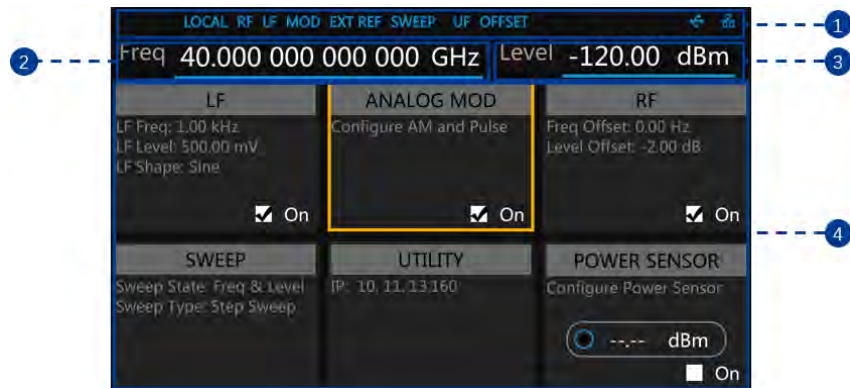 LOCAL RF LF MOD EXT REF SWEEP UF OFFSET
1
2
Freq 40.000 000 000 000 GHz
Level -120.00 dBm
3
LF
LF Freq: 1.00 kHz
LF Level: 500.00 mV
LF Shape: Sine
On
ANALOG MOD
Configure AM and Pulse
On
RF
Freq Offset: 0.00 Hz
Level Offset: -2.00 dB
On
4
SWEEP
Sweep State: Freq & Level
Sweep Type: Step Sweep
UTILITY
IP: 10, 11, 13,160
POWER SENSOR
Configure Power Sensor
--.-- dBm
On